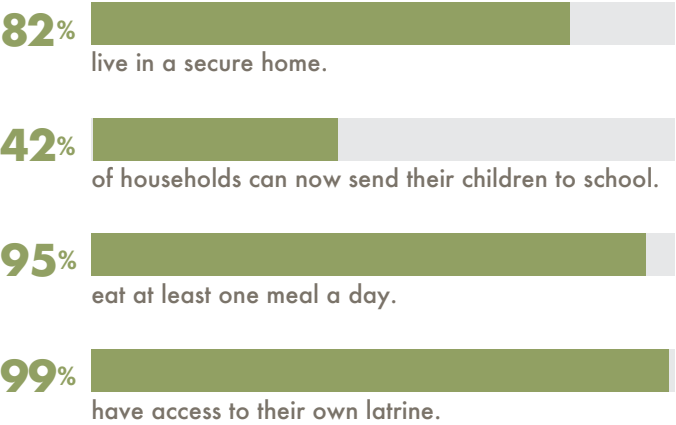 82%
live in a secure home.
42%
of households can now send their children to school.
95%
eat at least one meal a day.
99%
have access to their own latrine.